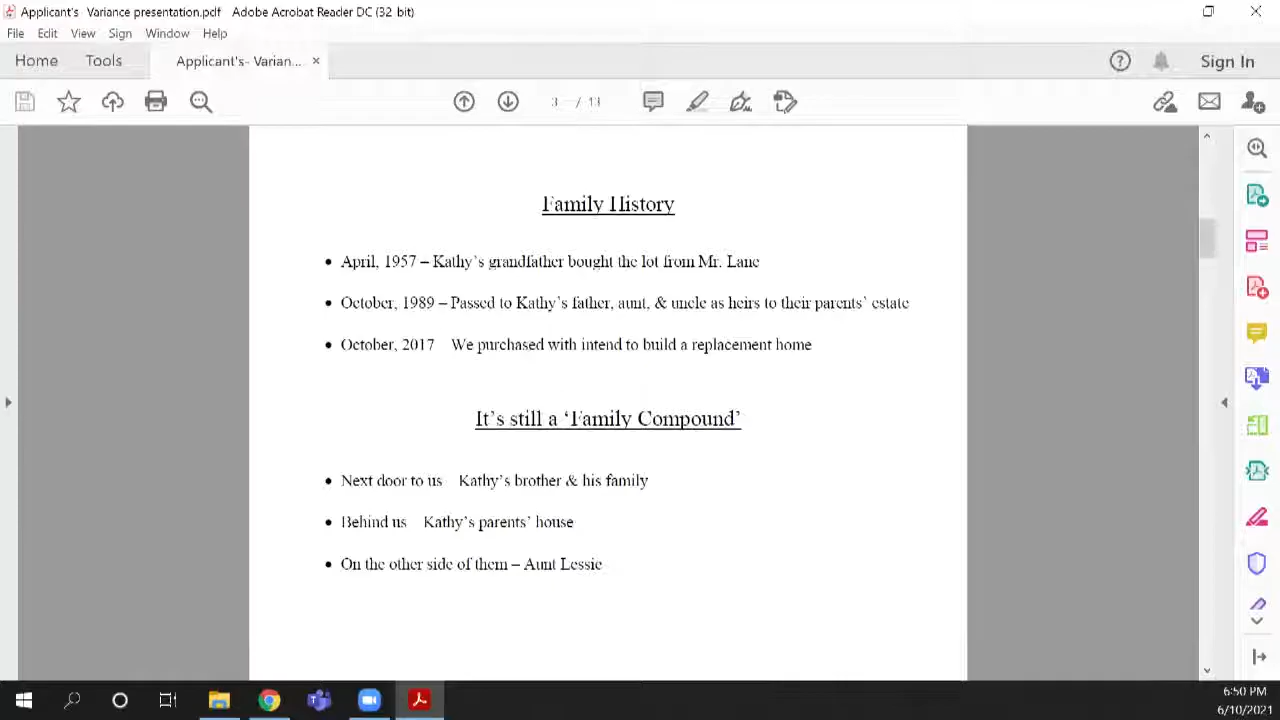 Applicant's Variance presentation.pdf Adobe Acrobat Reader DC (32 bit)
File Edit View Sign Window Help
Home Tools Applicant's- Varian... ×
Sign In
3 / 13
Family History
• April, 1957 – Kathy's grandfather bought the lot from Mr. Lane
• October, 1989 – Passed to Kathy's father, aunt, & uncle as heirs to their parents' estate
• October, 2017 We purchased with intend to build a replacement home
It's still a 'Family Compound'
• Next door to us Kathy's brother & his family
• Behind us Kathy's parents' house
• On the other side of them – Aunt Lessie
6:50 PM
6/10/2021